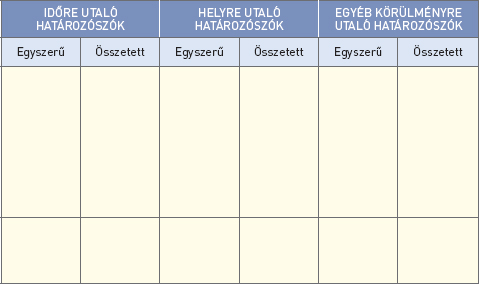 IDŐRE UTALÓ
HATÁROZÓSZÓK
HELYRE UTALÓ
HATÁROZÓSZÓK
EGYÉB KÖRÜLMÉNYRE
UTALÓ HATÁROZÓSZÓK
Egyszerű Összetett Egyszerű Összetett Egyszerű Összetett